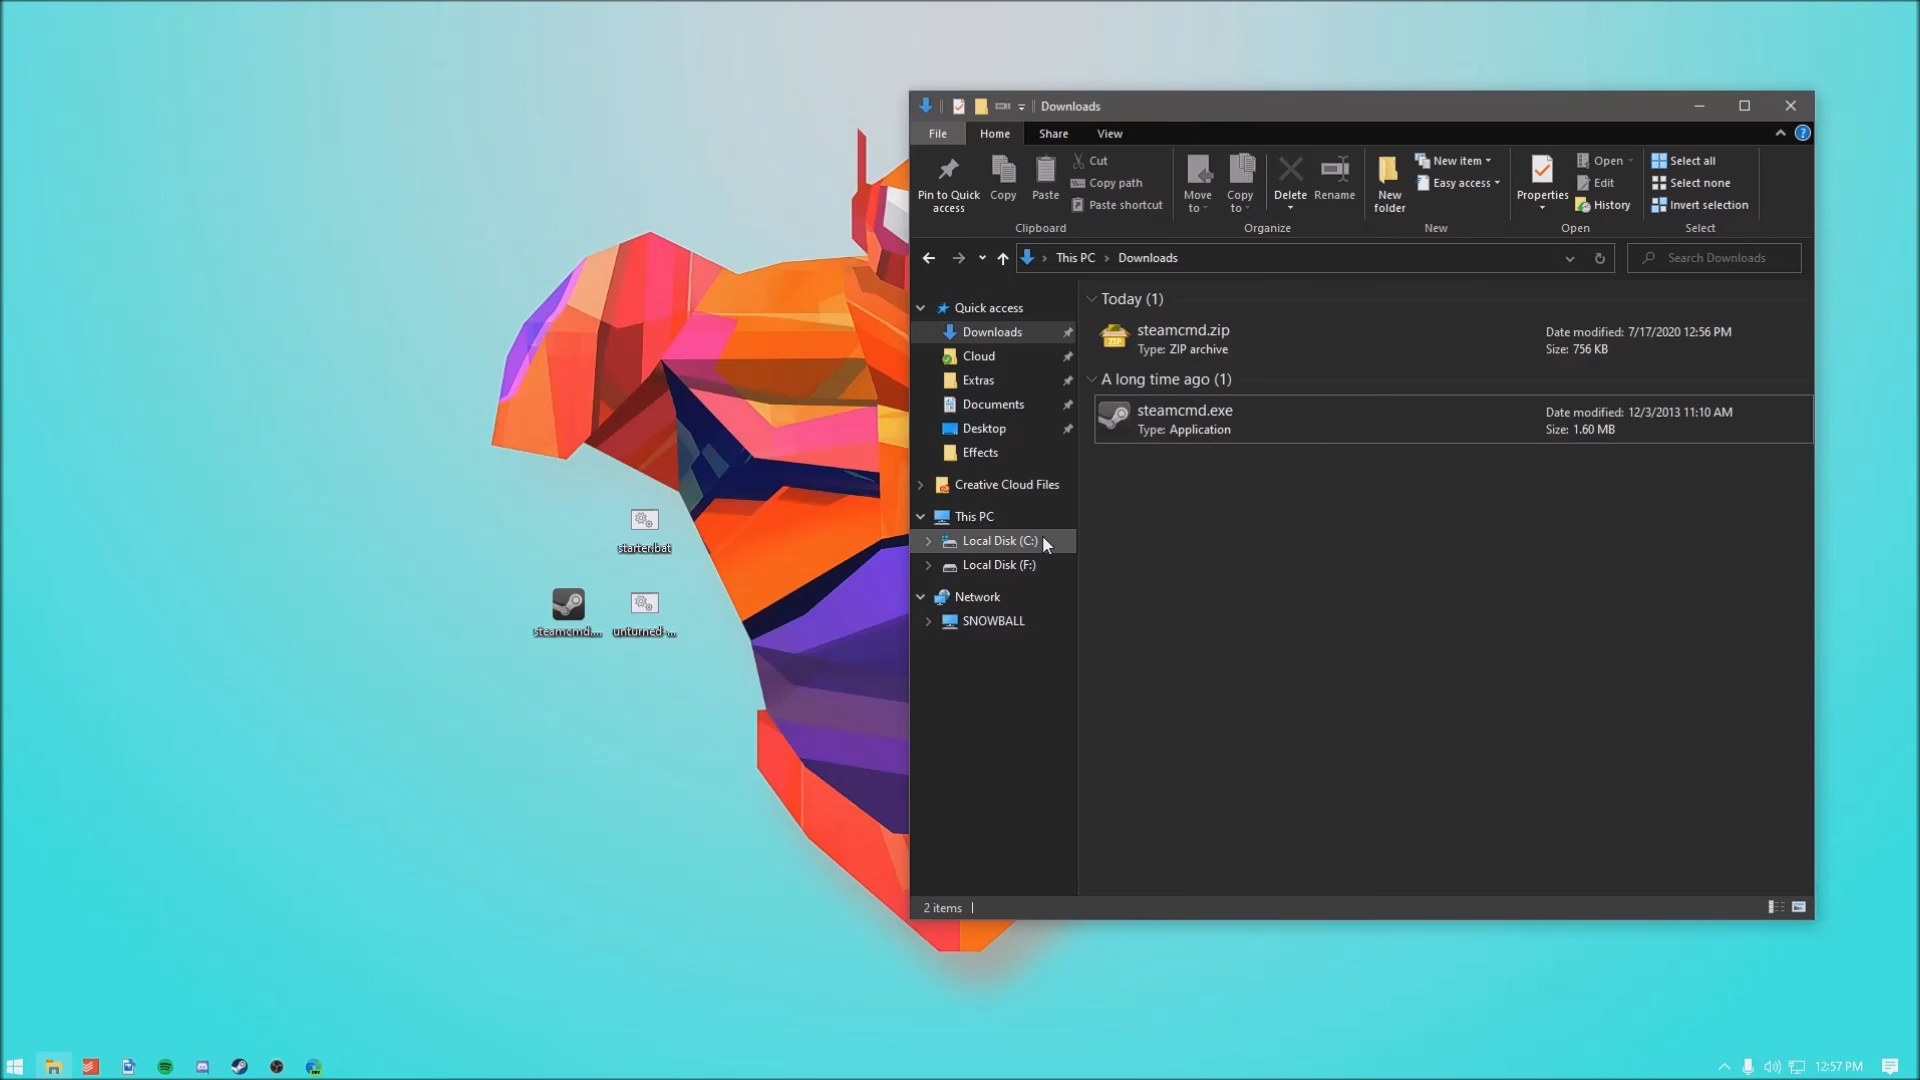 Downloads
File Home Share View
Pin to Quick access
Copy
Paste
Cut
Copy path
Paste shortcut
Clipboard
Move to
Copy to
Delete
Rename
Organize
New folder
New item
Easy access
New
Properties
Open
Edit
History
Open
Select all
Select none
Invert selection
Select
This PC Downloads
Search Downloads
Quick access
Downloads
Cloud
Extras
Documents
Desktop
Effects
Creative Cloud Files
This PC
Local Disk (C:)
Local Disk (F:)
Network
SNOWBALL
Today (1)
steamcmd.zip
Type: ZIP archive
Date modified: 7/17/2020 12:56 PM
Size: 756 KB
A long time ago (1)
steamcmd.exe
Type: Application
Date modified: 12/3/2013 11:10 AM
Size: 1.60 MB
2 items
steamcmd....
unturned-...
12:57 PM